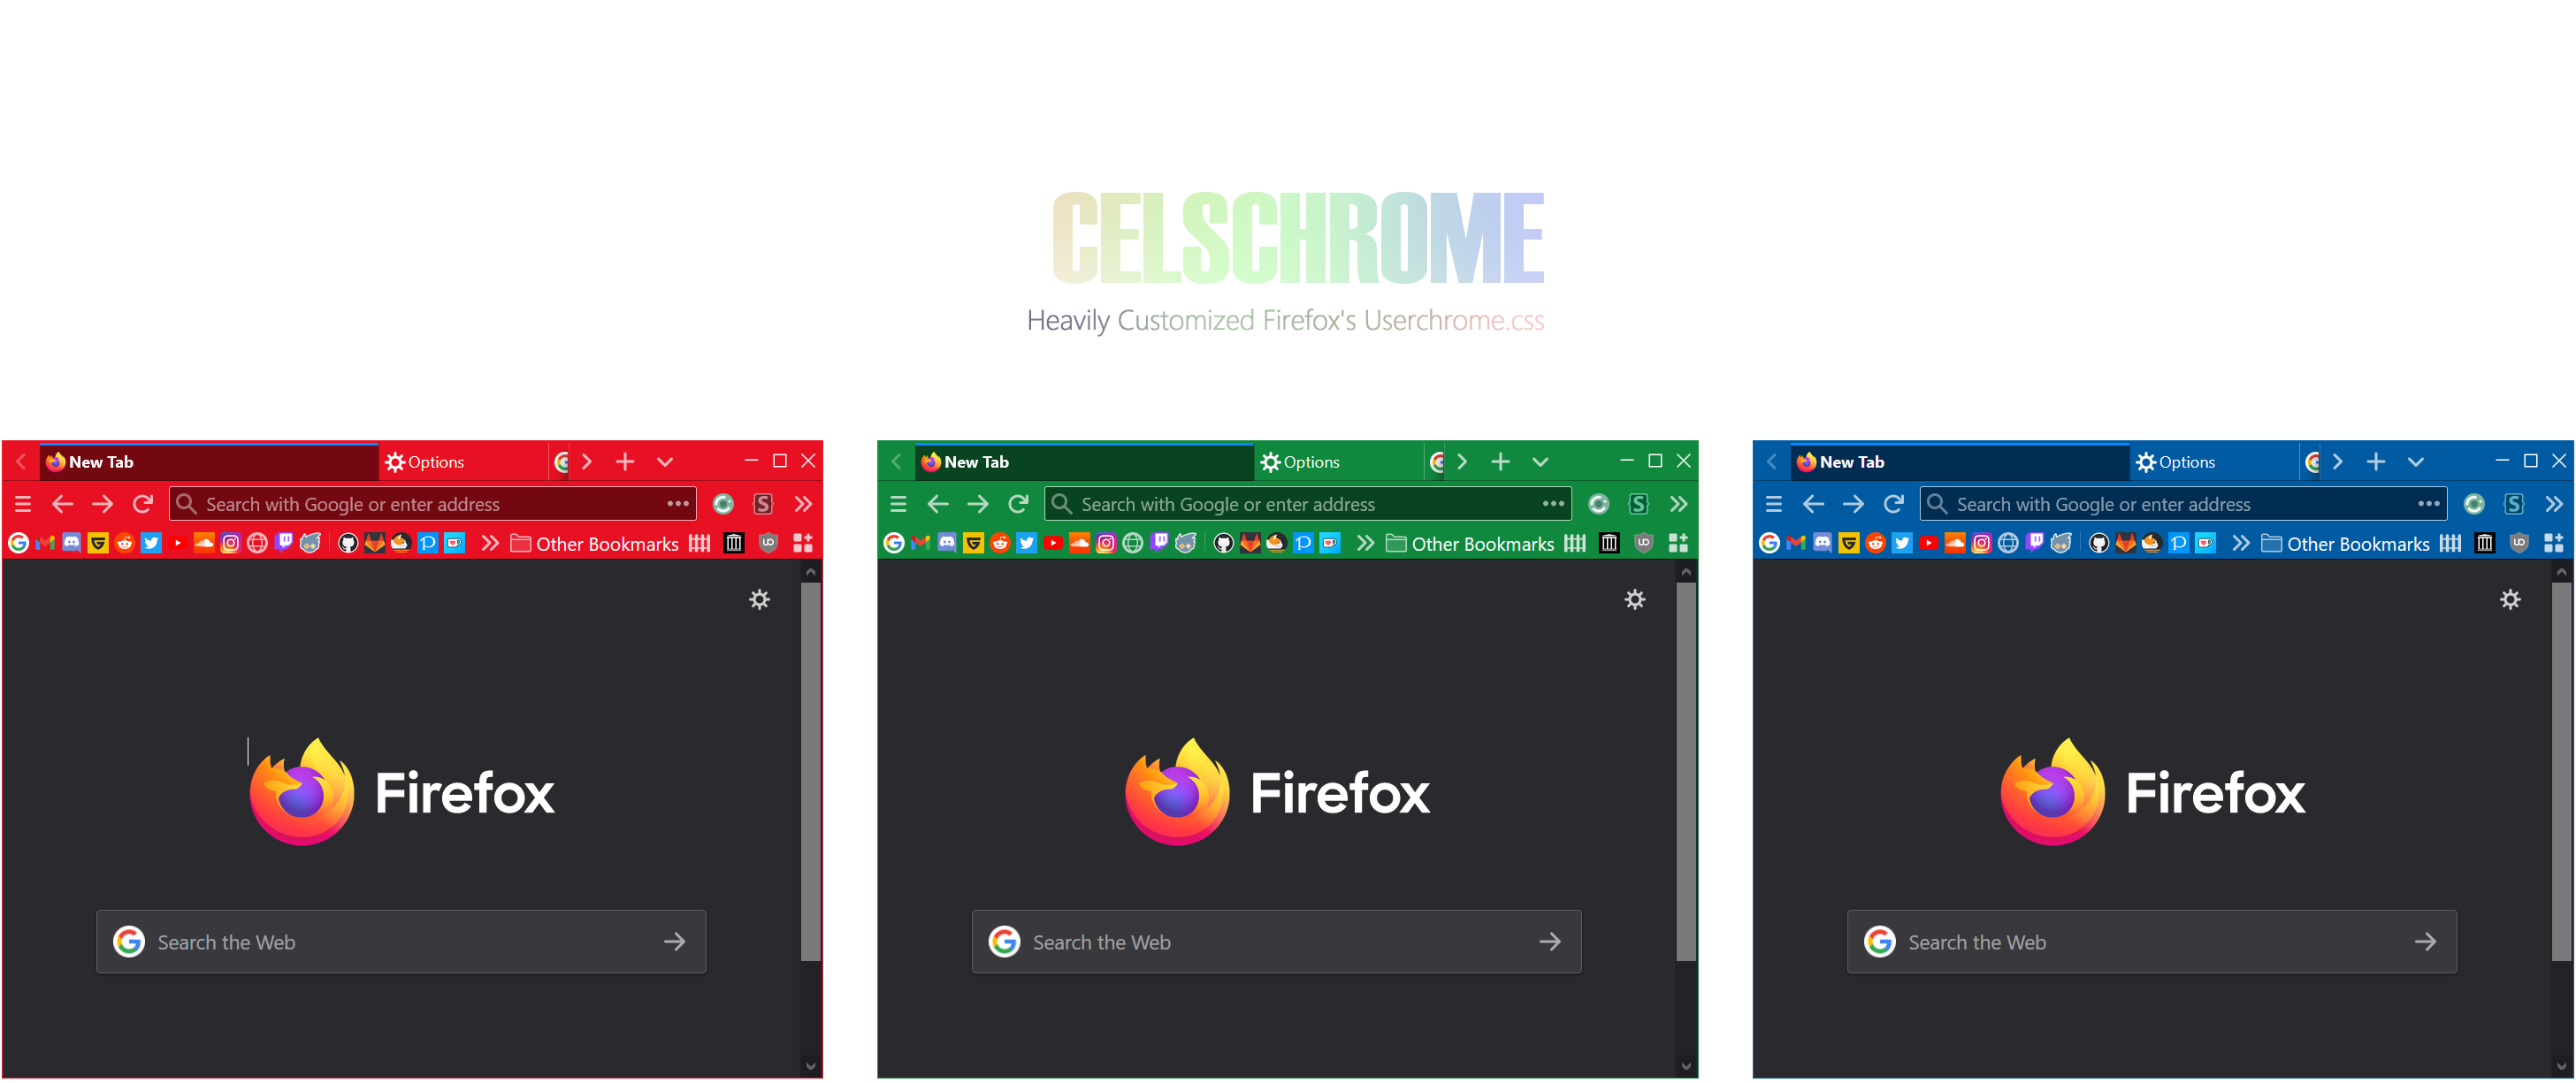 CELSCHROME
Heavily Customized Firefox's Userchrome.css
New Tab
Options
Search with Google or enter address
Other Bookmarks
Firefox
Search the Web
New Tab
Options
Search with Google or enter address
Other Bookmarks
Firefox
Search the Web
New Tab
Options
Search with Google or enter address
Other Bookmarks
Firefox
Search the Web